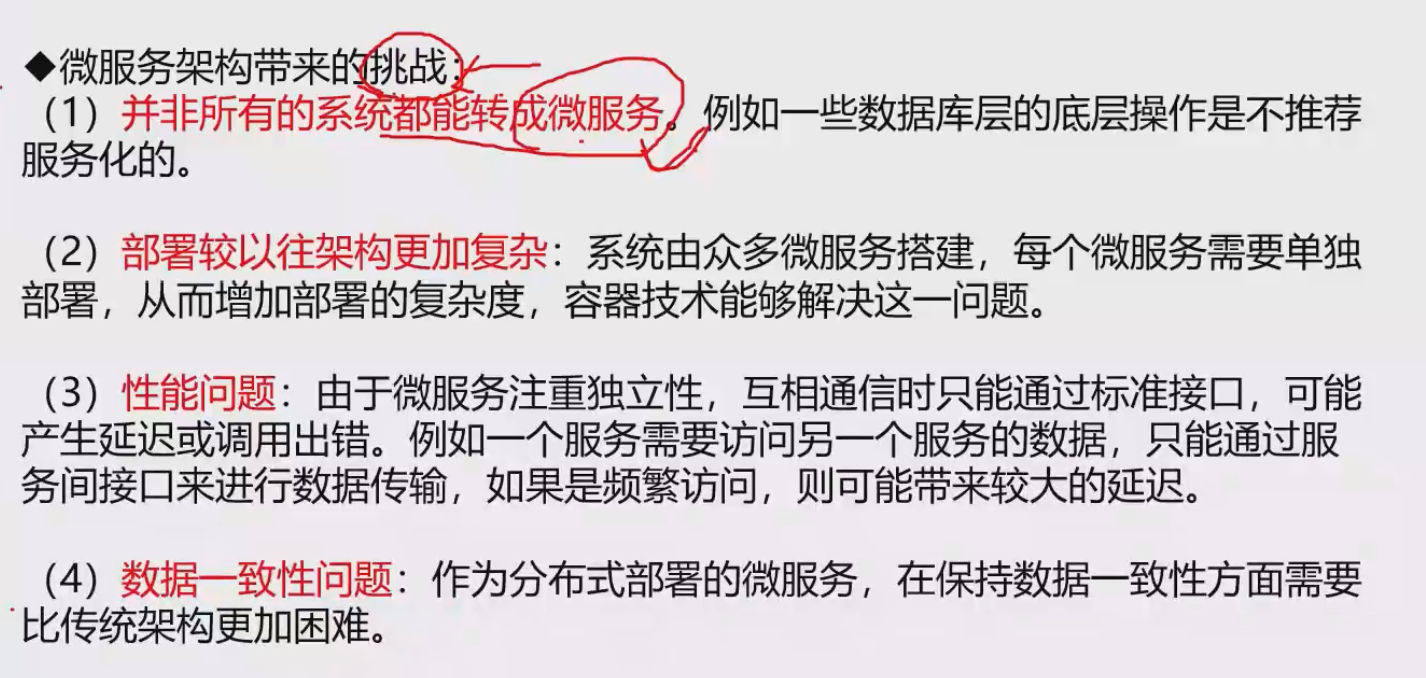 ◆微服务架构带来的挑战：
（1）并非所有的系统都能转成微服务。例如一些数据库层的底层操作是不推荐
服务化的。
（2）部署较以往架构更加复杂：系统由众多微服务搭建，每个微服务需要单独
部署，从而增加部署的复杂度，容器技术能够解决这一问题。
（3）性能问题：由于微服务注重独立性，互相通信时只能通过标准接口，可能
产生延迟或调用出错。例如一个服务需要访问另一个服务的数据，只能通过服
务间接口来进行数据传输，如果是频繁访问，则可能带来较大的延迟。
（4）数据一致性问题：作为分布式部署的微服务，在保持数据一致性方面需要
比传统架构更加困难。